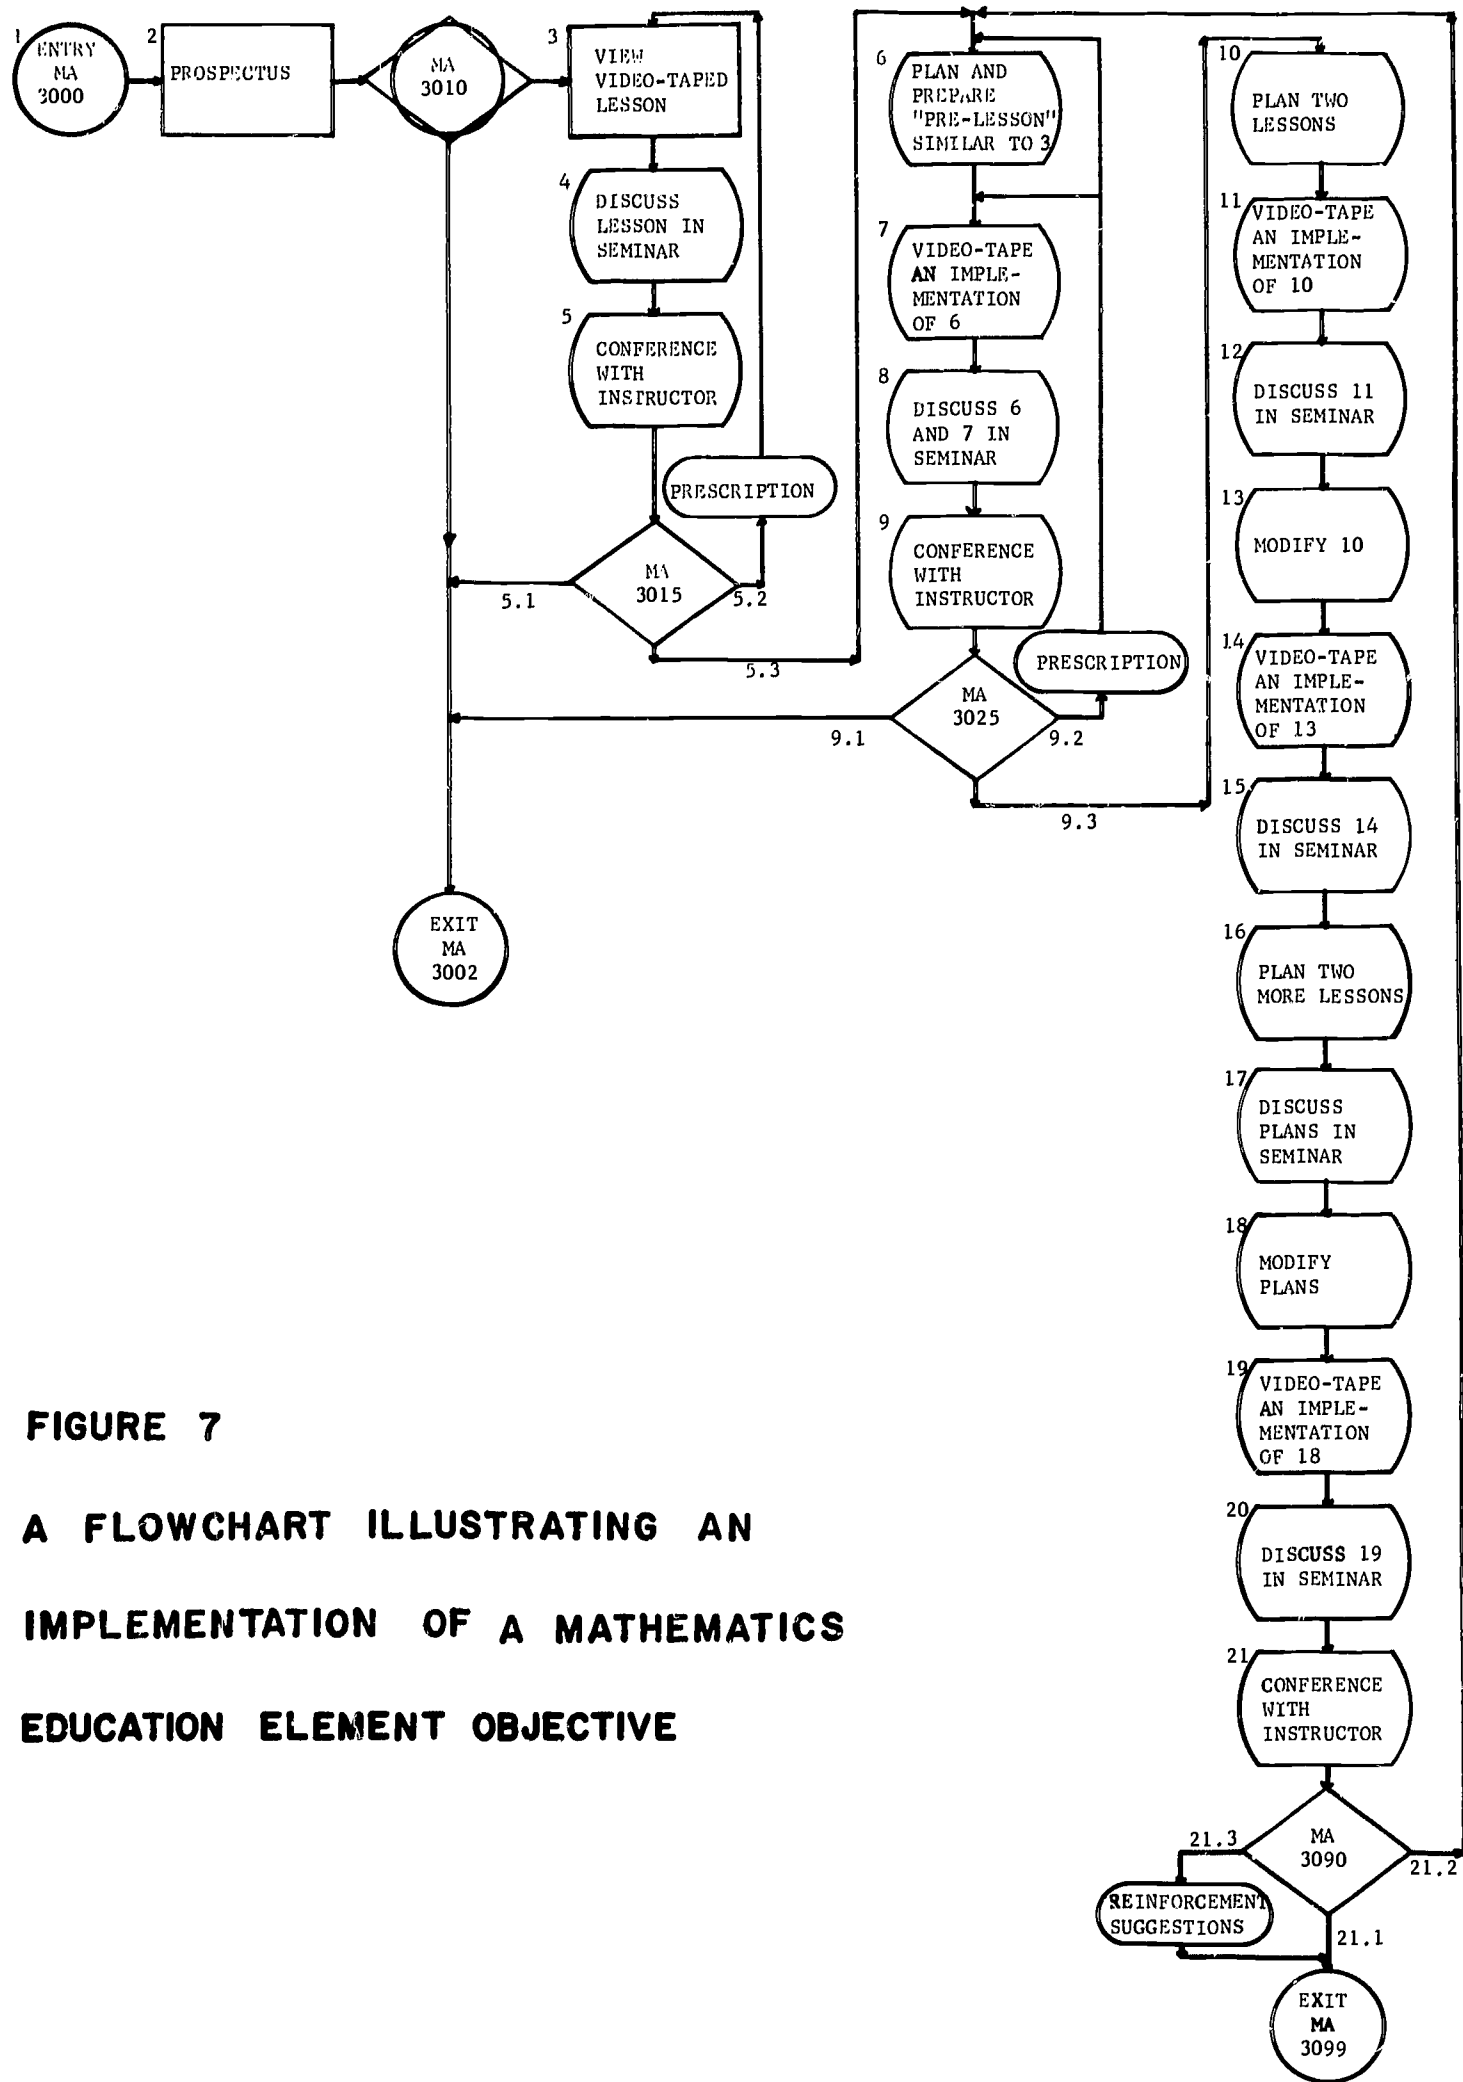 1
ENTRY
MA
3000
2
PROSPECTUS
MA
3010
3
VIEW
VIDEO-TAPED
LESSON
4
DISCUSS
LESSON IN
SEMINAR
5
CONFERENCE
WITH
INSTRUCTOR
PRESCRIPTION
MA
3015
5.1
5.2
5.3
6
PLAN AND
PREPARE
"PRE-LESSON"
SIMILAR TO 3
7
VIDEO-TAPE
AN IMPLE-
MENTATION
OF 6
8
DISCUSS 6
AND 7 IN
SEMINAR
9
CONFERENCE
WITH
INSTRUCTOR
PRESCRIPTION
MA
3025
9.1
9.2
9.3
EXIT
MA
3002
10
PLAN TWO
LESSONS
11
VIDEO-TAPE
AN IMPLE-
MENTATION
OF 10
12
DISCUSS 11
IN SEMINAR
13
MODIFY 10
14
VIDEO-TAPE
AN IMPLE-
MENTATION
OF 13
15
DISCUSS 14
IN SEMINAR
16
PLAN TWO
MORE LESSONS
17
DISCUSS
PLANS IN
SEMINAR
18
MODIFY
PLANS
19
VIDEO-TAPE
AN IMPLE-
MENTATION
OF 18
20
DISCUSS 19
IN SEMINAR
21
CONFERENCE
WITH
INSTRUCTOR
MA
3090
21.3
21.2
REINFORCEMENT
SUGGESTIONS
21.1
EXIT
MA
3099
FIGURE 7
A FLOWCHART ILLUSTRATING AN
IMPLEMENTATION OF A MATHEMATICS
EDUCATION ELEMENT OBJECTIVE